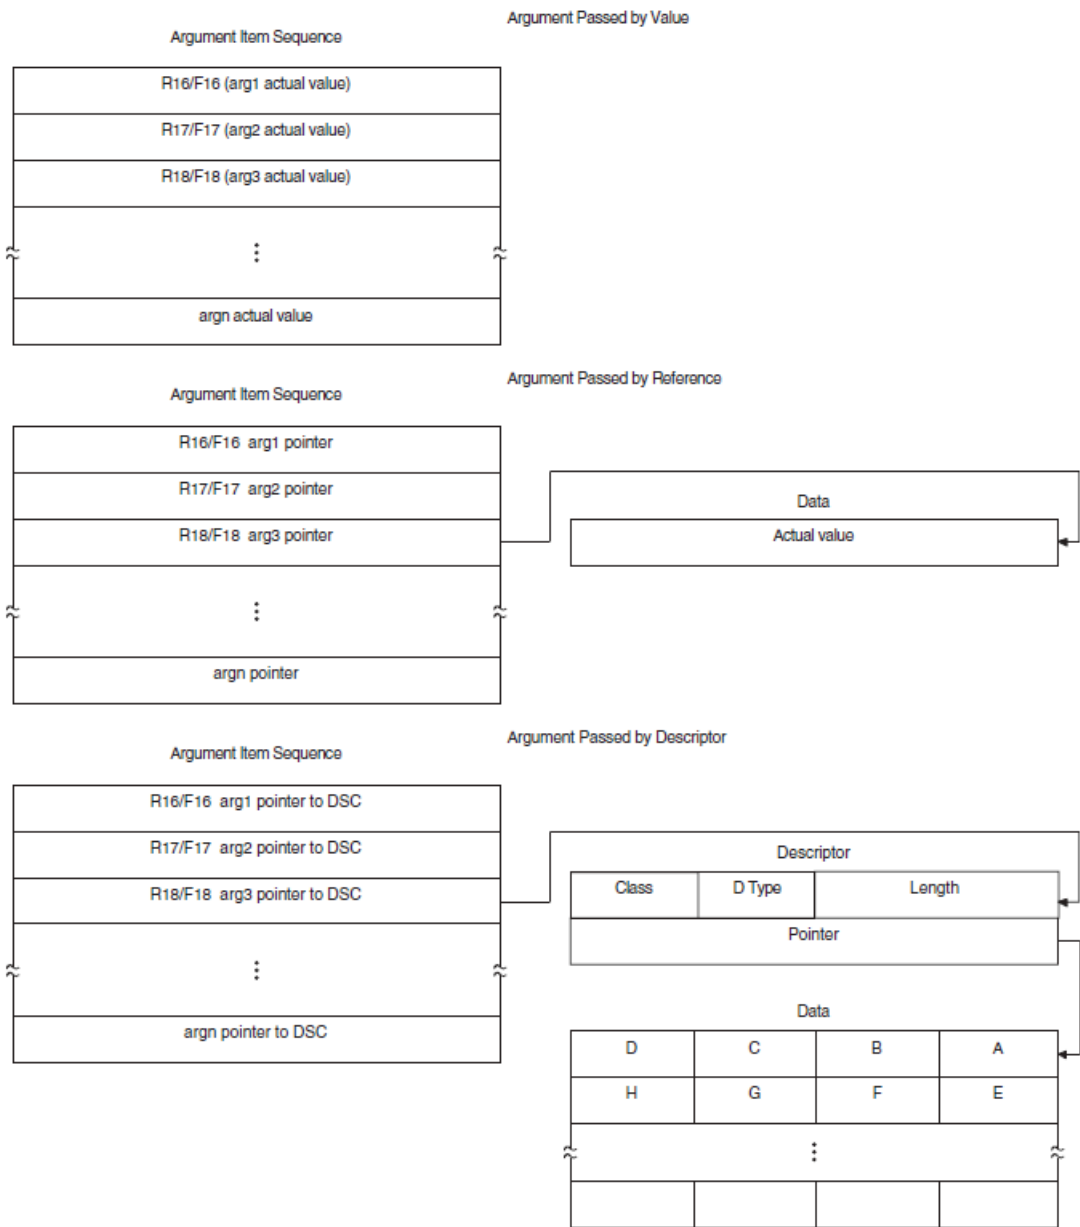 Argument Passed by Value
Argument Item Sequence
R16/F16 (arg1 actual value)
R17/F17 (arg2 actual value)
R18/F18 (arg3 actual value)
argn actual value
Argument Passed by Reference
Argument Item Sequence
R16/F16 arg1 pointer
R17/F17 arg2 pointer
R18/F18 arg3 pointer
argn pointer
Data
Actual value
Argument Passed by Descriptor
Argument Item Sequence
R16/F16 arg1 pointer to DSC
R17/F17 arg2 pointer to DSC
R18/F18 arg3 pointer to DSC
argn pointer to DSC
Descriptor
Class D Type Length
Pointer
Data
D C B A
H G F E